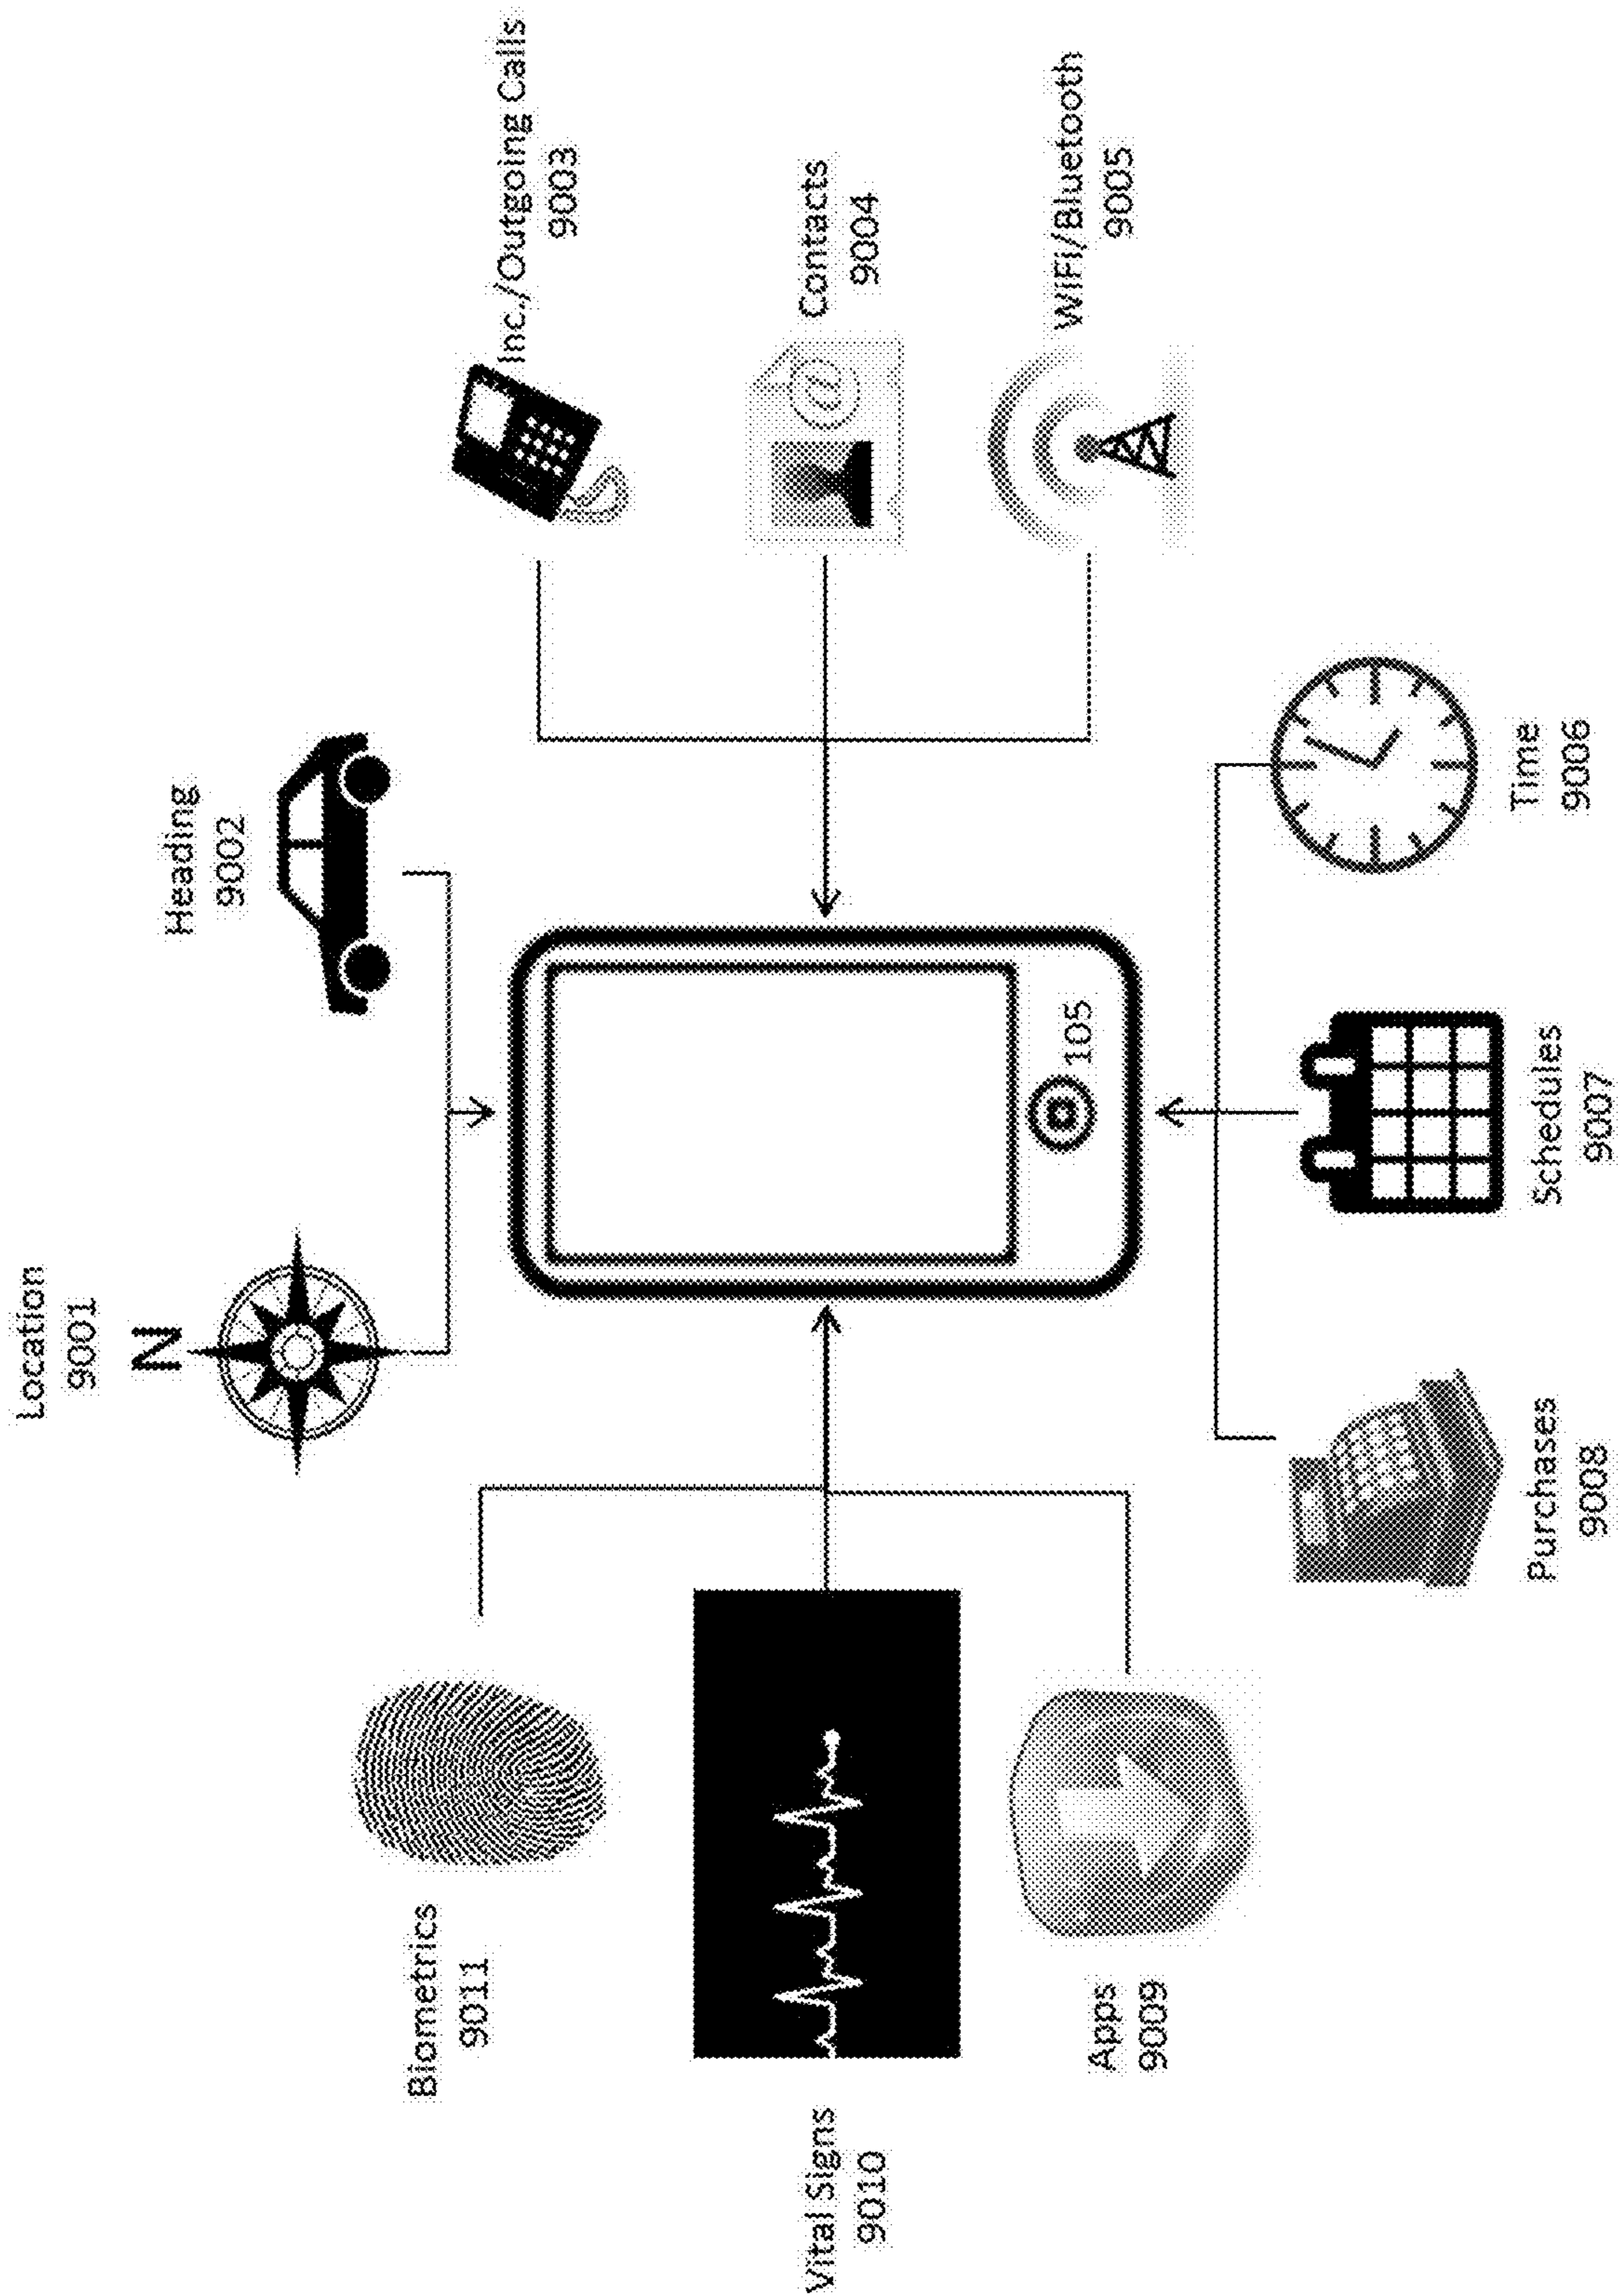 Location
9001
N
Heading
9002
Inc./Outgoing Calls
9003
Contacts
9004
WiFi/Bluetooth
9005
Time
9006
Schedules
9007
Purchases
9008
Apps
9009
Vital Signs
9010
Biometrics
9011
@
105